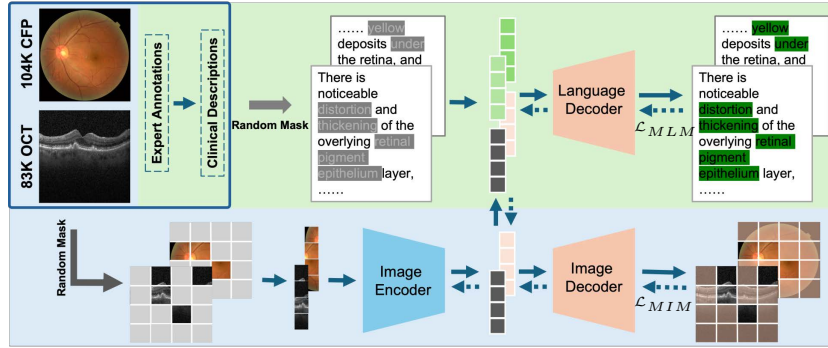 104K CFP
83K OCT
Expert Annotations
Clinical Descriptions
Random Mask
...... yellow
deposits under
the retina, and
There is
noticeable
distortion and
thickening of the
overlying retinal
pigment
epithelium layer,
......
Language
Decoder
ℒMLM
...... yellow
deposits under
the retina, and
There is
noticeable
distortion and
thickening of the
overlying retinal
pigment
epithelium layer,
......
Random Mask
Image
Encoder
Image
Decoder
ℒMIM